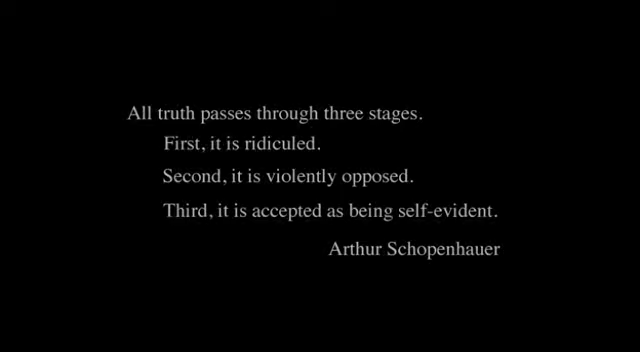 All truth passes through three stages.
First, it is ridiculed.
Second, it is violently opposed.
Third, it is accepted as being self-evident.
Arthur Schopenhauer